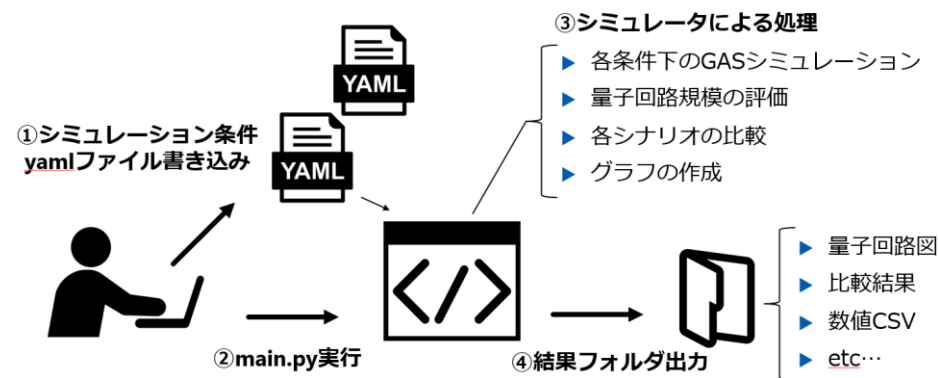 ③シミュレータによる処理
各条件下のGASシミュレーション
量子回路規模の評価
各シナリオの比較
グラフの作成
YAML
YAML
①シミュレーション条件
yamlファイル書き込み
②main.py実行
④結果フォルダ出力
量子回路図
比較結果
数値CSV
etc…